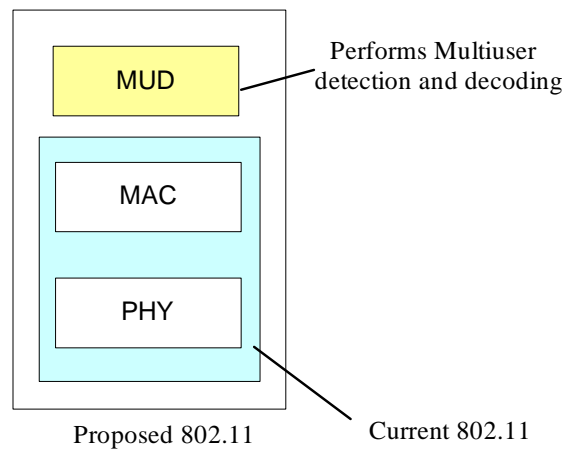 MUD
Performs Multiuser
detection and decoding
MAC
PHY
Proposed 802.11
Current 802.11